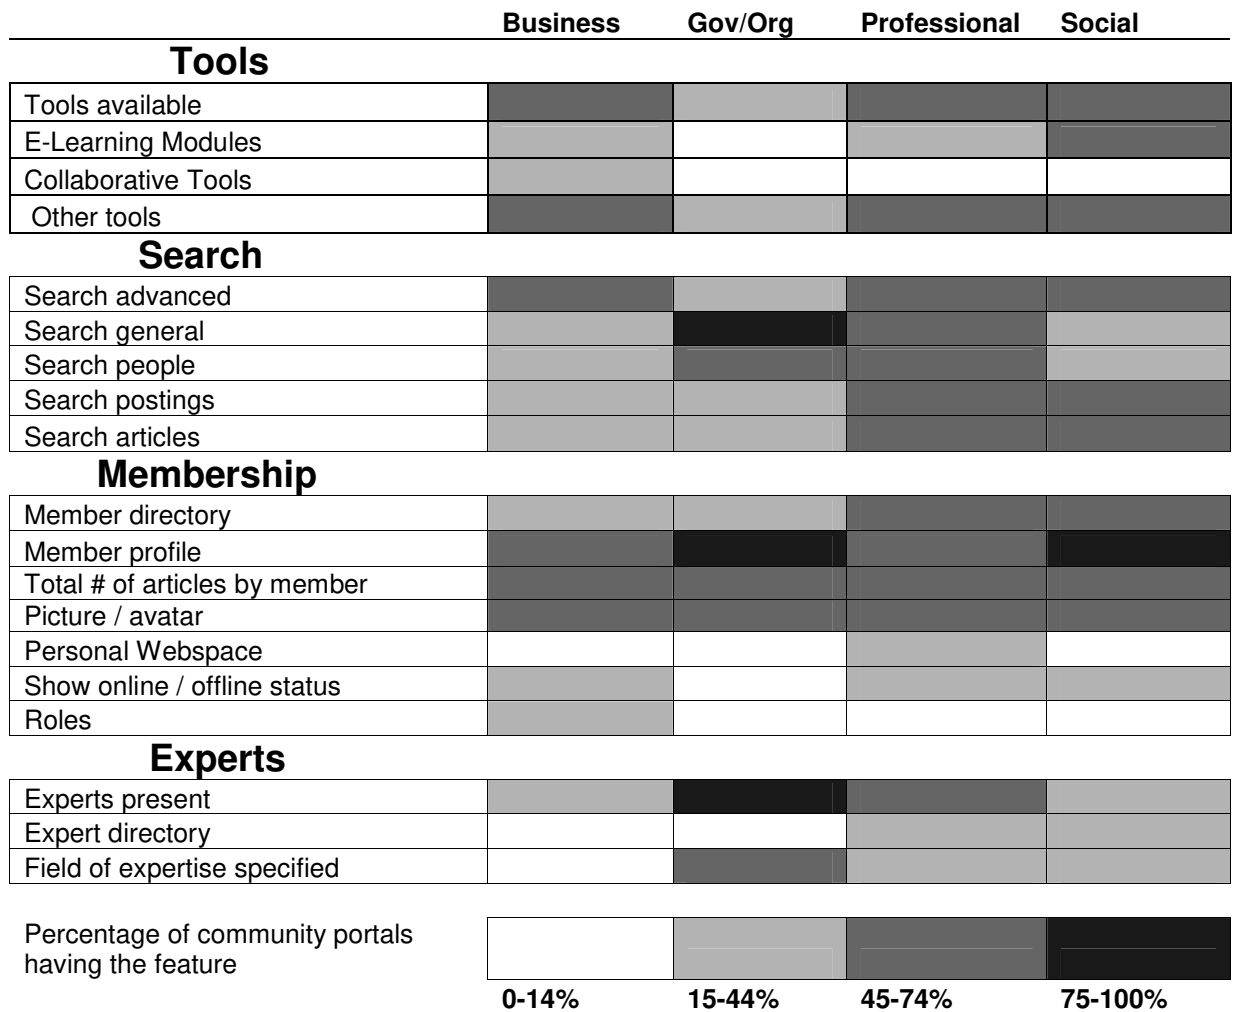 Business Gov/Org Professional Social
Tools
Tools available
E-Learning Modules
Collaborative Tools
Other tools
Search
Search advanced
Search general
Search people
Search postings
Search articles
Membership
Member directory
Member profile
Total # of articles by member
Picture / avatar
Personal Webspace
Show online / offline status
Roles
Experts
Experts present
Expert directory
Field of expertise specified
Percentage of community portals
having the feature
0-14% 15-44% 45-74% 75-100%